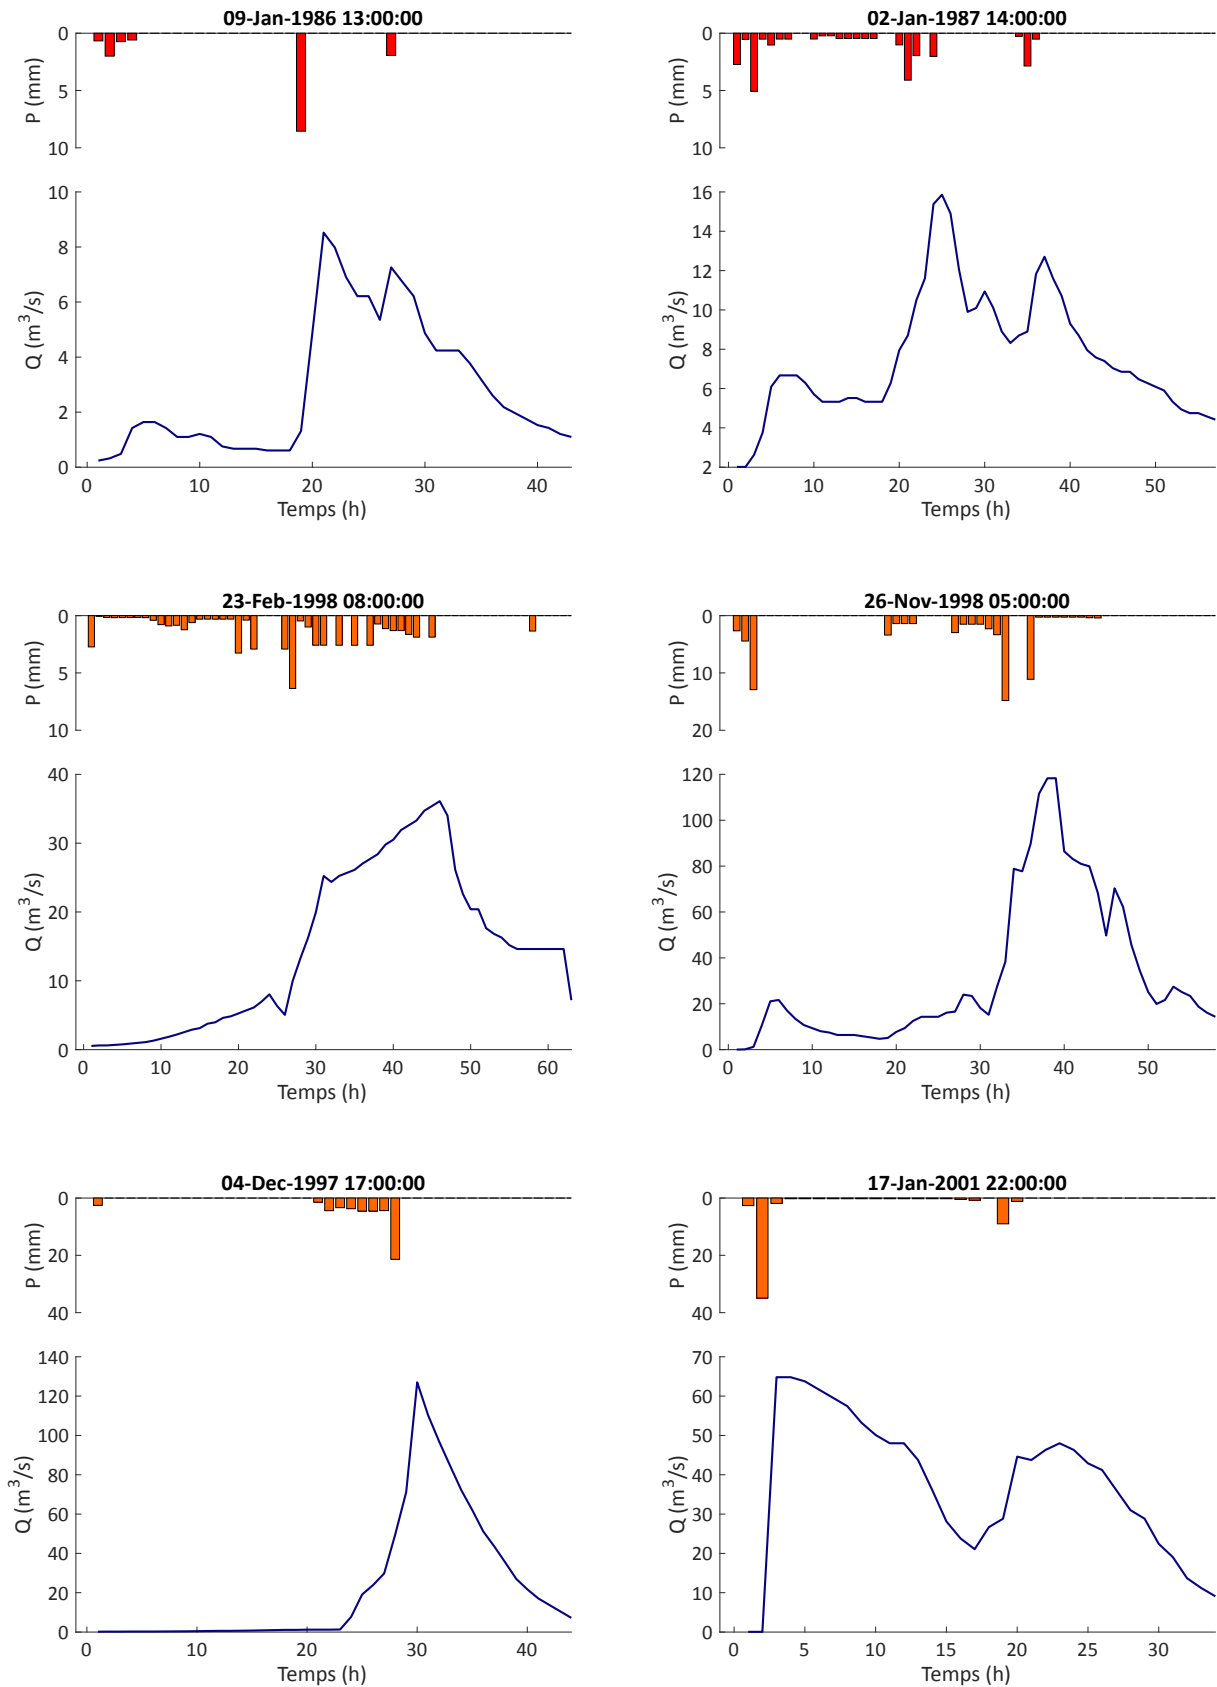 09-Jan-1986 13:00:00
0
5
10
P (mm)
10
8
6
4
2
0
Q (m³/s)
0 10 20 30 40
Temps (h)
02-Jan-1987 14:00:00
0
5
10
P (mm)
16
14
12
10
8
6
4
2
Q (m³/s)
0 10 20 30 40 50
Temps (h)
23-Feb-1998 08:00:00
0
5
10
P (mm)
40
30
20
10
0
Q (m³/s)
0 10 20 30 40 50 60
Temps (h)
26-Nov-1998 05:00:00
0
10
20
P (mm)
120
100
80
60
40
20
0
Q (m³/s)
0 10 20 30 40 50
Temps (h)
04-Dec-1997 17:00:00
0
20
40
P (mm)
140
120
100
80
60
40
20
0
Q (m³/s)
0 10 20 30 40
Temps (h)
17-Jan-2001 22:00:00
0
20
40
P (mm)
70
60
50
40
30
20
10
0
Q (m³/s)
0 5 10 15 20 25 30
Temps (h)